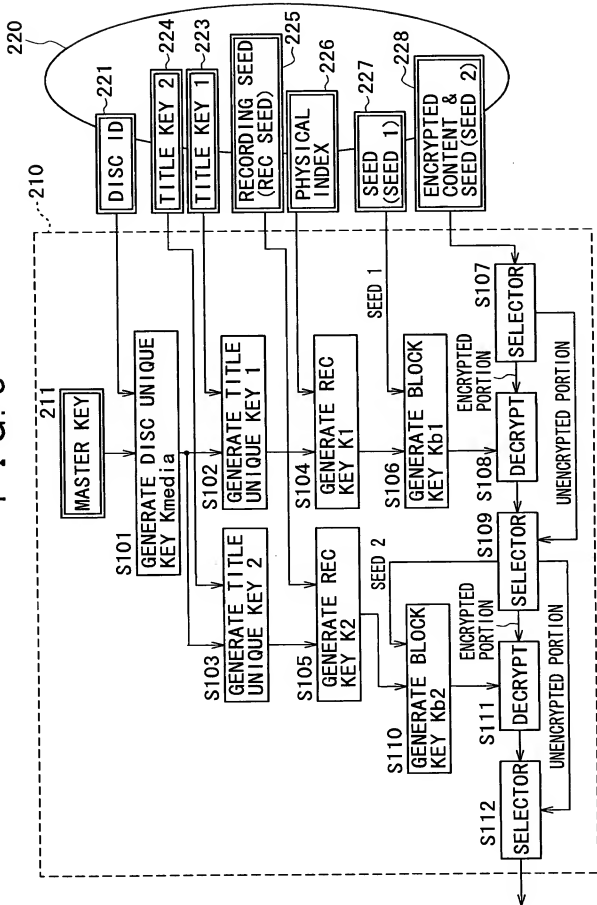 220
221
DISC ID
224
TITLE KEY 2
223
TITLE KEY 1
225
RECORDING SEED
(REC SEED)
226
PHYSICAL
INDEX
227
SEED
(SEED 1)
228
ENCRYPTED
CONTENT &
SEED(SEED 2)
210
211
MASTER KEY
S101
GENERATE DISC UNIQUE
KEY Kmedia
S102
GENERATE TITLE
UNIQUE KEY 1
S103
GENERATE TITLE
UNIQUE KEY 2
S104
GENERATE REC
KEY K1
S105
GENERATE REC
KEY K2
SEED 1
S106
GENERATE BLOCK
KEY Kb1
S107
SELECTOR
ENCRYPTED
PORTION
UNENCRYPTED PORTION
S108
DECRYPT
S109
SELECTOR
SEED 2
S110
GENERATE BLOCK
KEY Kb2
ENCRYPTED
PORTION
UNENCRYPTED PORTION
S111
DECRYPT
S112
SELECTOR